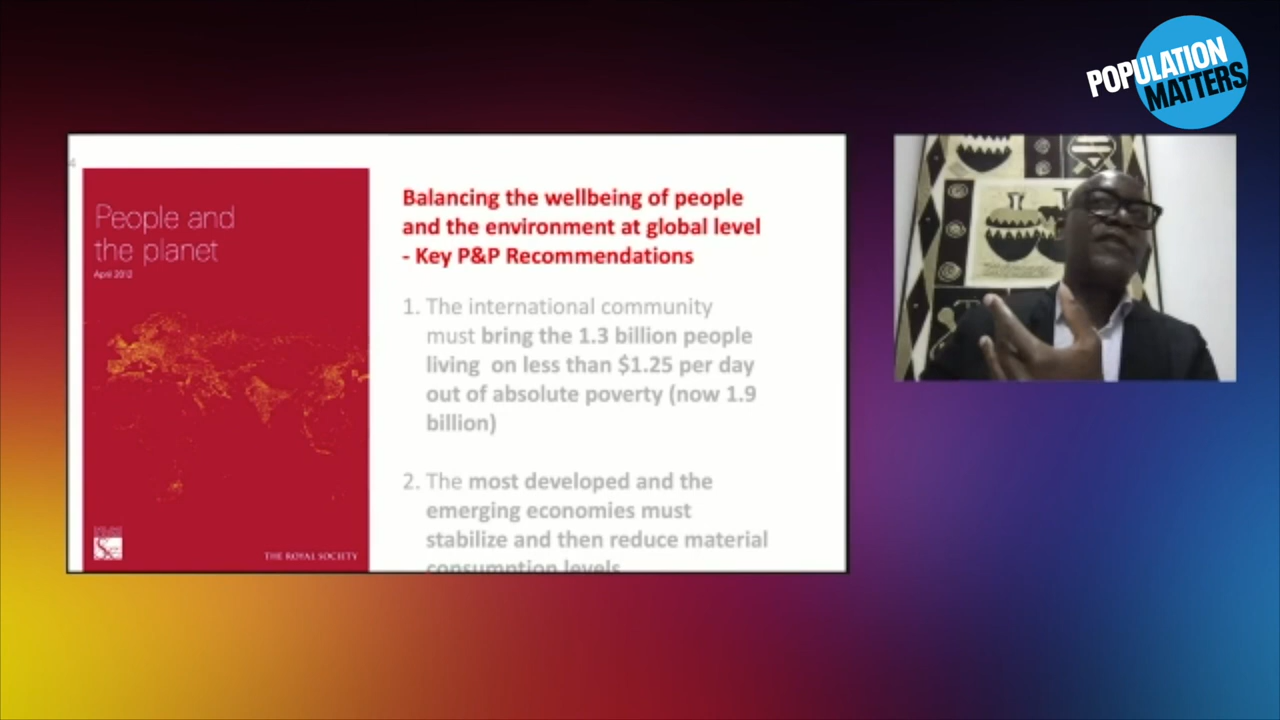 POPULATION
MATTERS
4
People and
the planet
April 2012
THE ROYAL SOCIETY
Balancing the wellbeing of people
and the environment at global level
- Key P&P Recommendations
1. The international community
must bring the 1.3 billion people
living on less than $1.25 per day
out of absolute poverty (now 1.9
billion)
2. The most developed and the
emerging economies must
stabilize and then reduce material
consumption levels